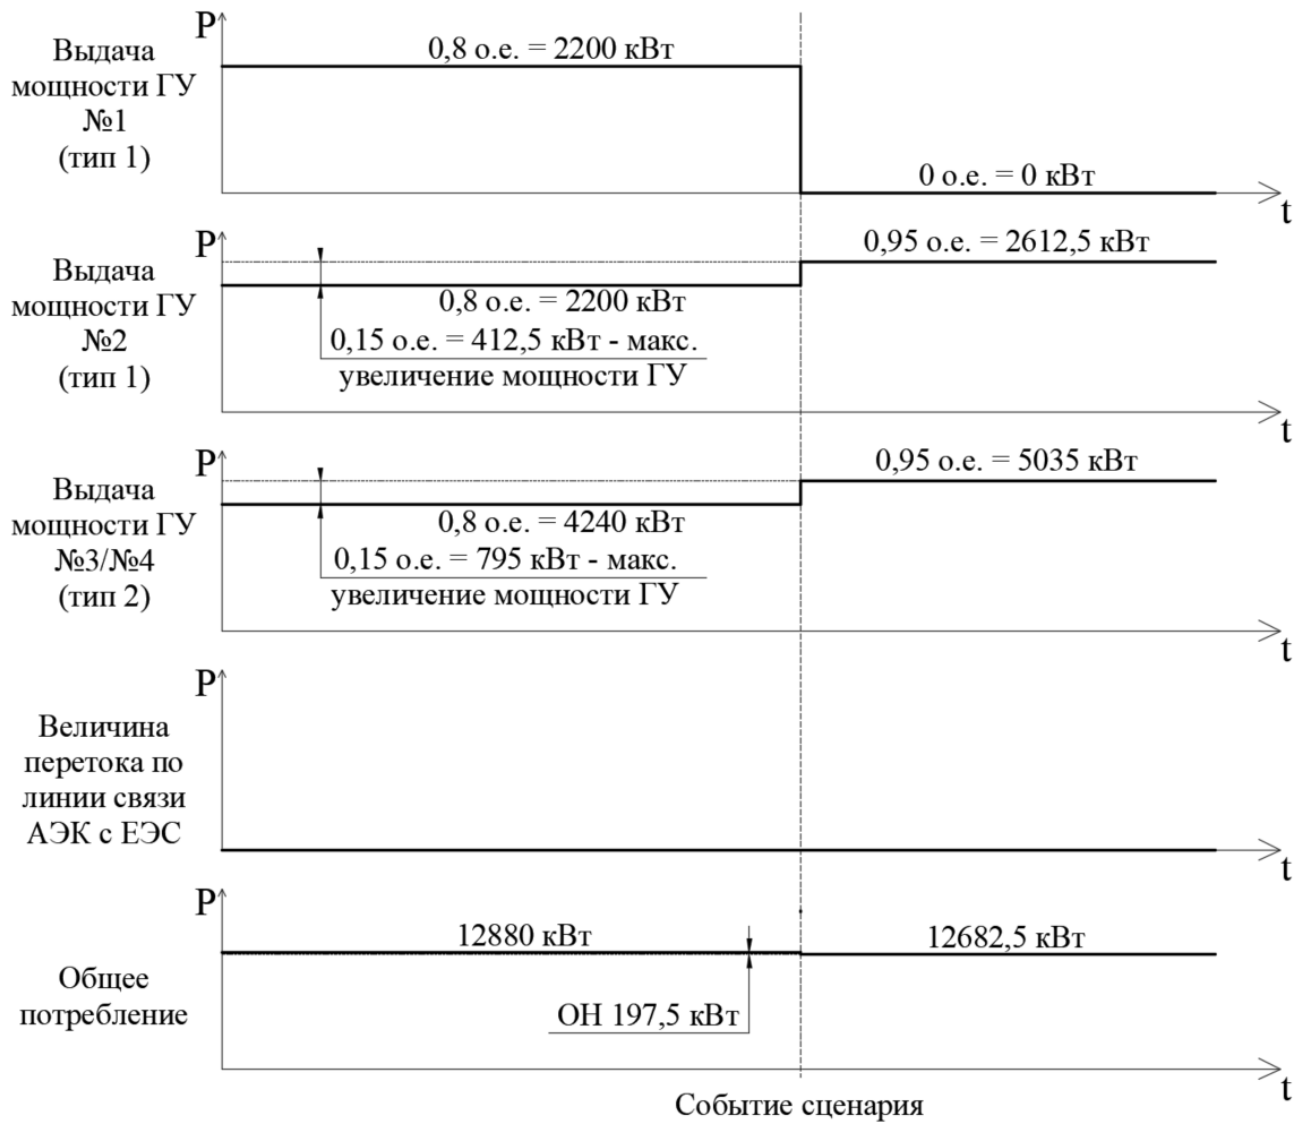 P
Выдача
мощности ГУ
№1
(тип 1)
0,8 о.е. = 2200 кВт
0 о.е. = 0 кВт
t
P
Выдача
мощности ГУ
№2
(тип 1)
0,95 о.е. = 2612,5 кВт
0,8 о.е. = 2200 кВт
0,15 о.е. = 412,5 кВт - макс.
увеличение мощности ГУ
t
P
Выдача
мощности ГУ
№3/№4
(тип 2)
0,95 о.е. = 5035 кВт
0,8 о.е. = 4240 кВт
0,15 о.е. = 795 кВт - макс.
увеличение мощности ГУ
t
P
Величина
перетока по
линии связи
АЭК с ЕЭС
t
P
Общее
потребление
12880 кВт
12682,5 кВт
ОН 197,5 кВт
t
Событие сценария